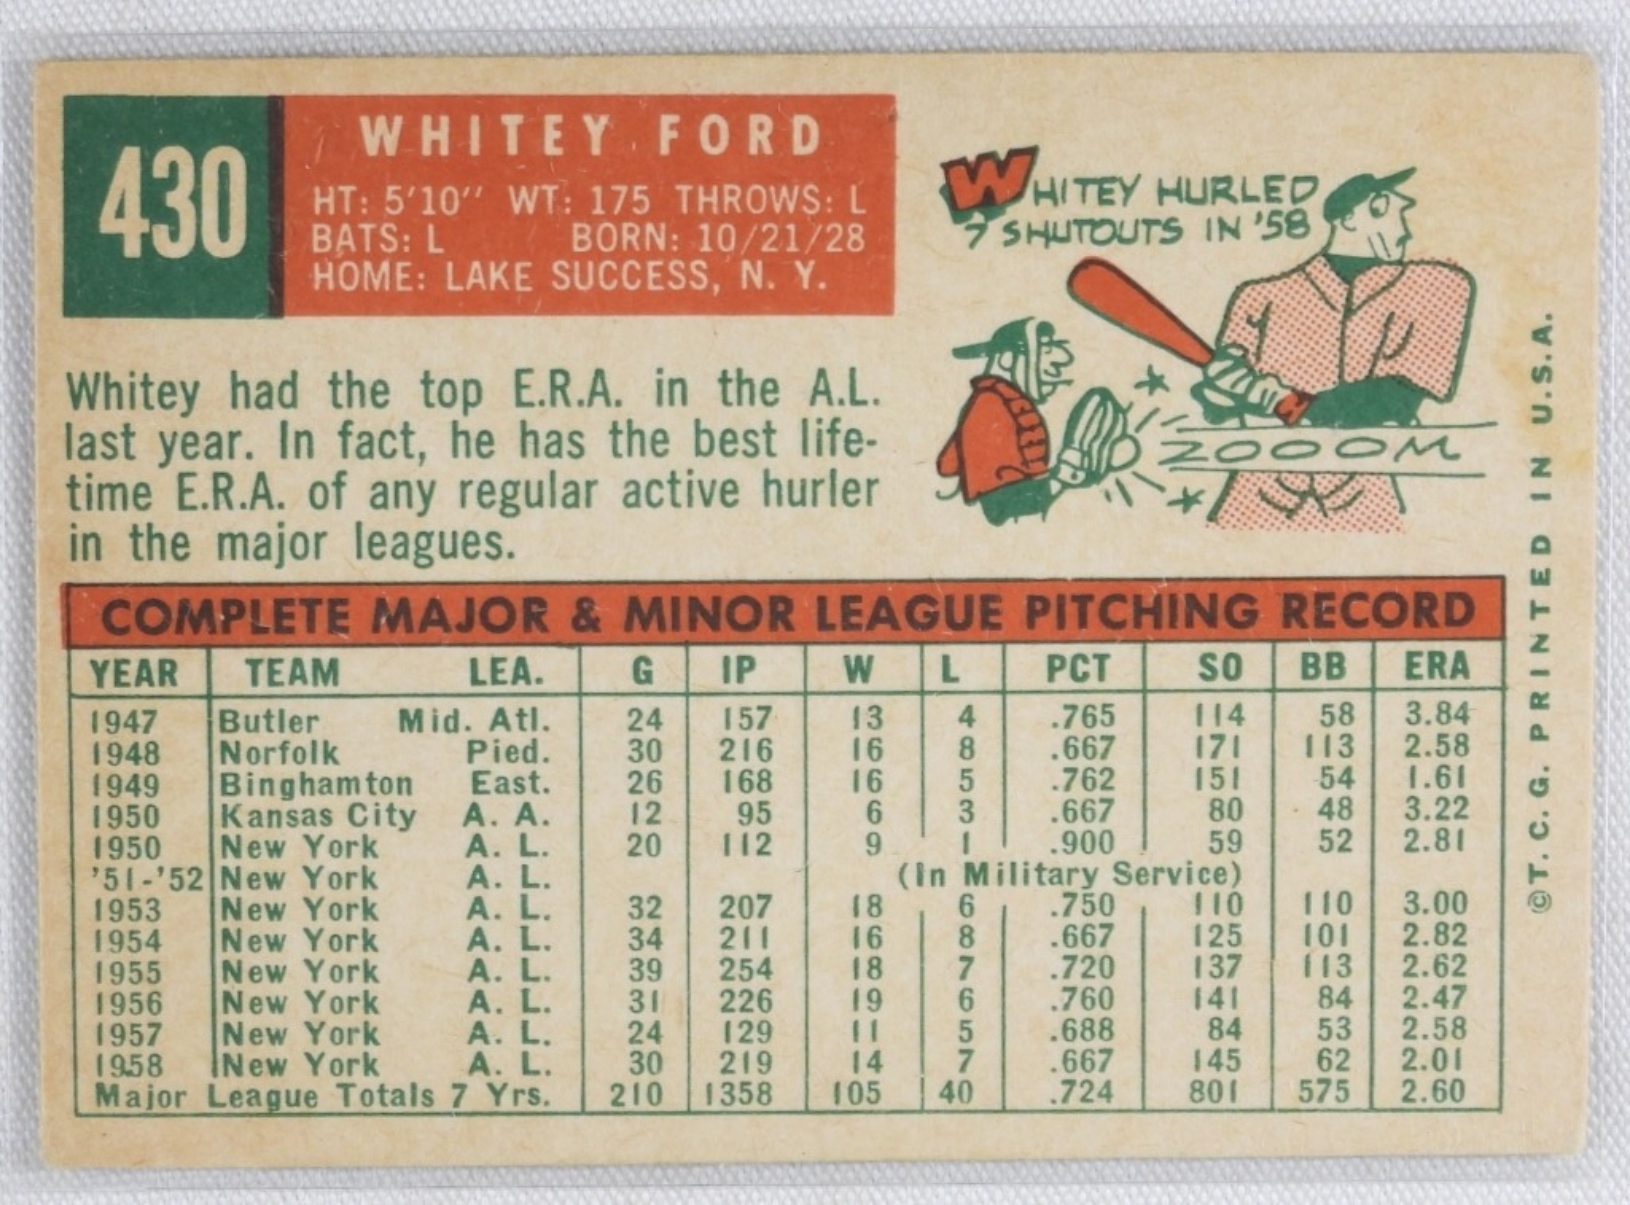 430
WHITEY FORD
HT: 5'10" WT: 175 THROWS: L
BATS: L BORN: 10/21/28
HOME: LAKE SUCCESS, N. Y.
WHITEY HURLED
7 SHUTOUTS IN '58
ZOOOM
Whitey had the top E.R.A. in the A.L.
last year. In fact, he has the best life-
time E.R.A. of any regular active hurler
in the major leagues.
COMPLETE MAJOR & MINOR LEAGUE PITCHING RECORD
YEAR TEAM LEA. G IP W L PCT SO BB ERA
1947 Butler Mid. Atl. 24 157 13 4 .765 114 58 3.84
1948 Norfolk Pied. 30 216 16 8 .667 171 113 2.58
1949 Binghamton East. 26 168 16 5 .762 151 54 1.61
1950 Kansas City A. A. 12 95 6 3 .667 80 48 3.22
1950 New York A. L. 20 112 9 1 .900 59 52 2.81
'51-'52 New York A. L. (In Military Service)
1953 New York A. L. 32 207 18 6 .750 110 110 3.00
1954 New York A. L. 34 211 16 8 .667 125 101 2.82
1955 New York A. L. 39 254 18 7 .720 137 113 2.62
1956 New York A. L. 31 226 19 6 .760 141 84 2.47
1957 New York A. L. 24 129 11 5 .688 84 53 2.58
1958 New York A. L. 30 219 14 7 .667 145 62 2.01
Major League Totals 7 Yrs. 210 1358 105 40 .724 801 575 2.60
©T. C. G. PRINTED IN U.S.A.